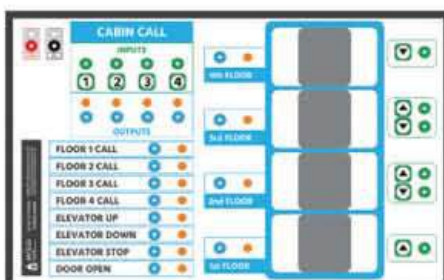 CABIN CALL
INPUTS
1 2 3 4
OUTPUTS
FLOOR 1 CALL
FLOOR 2 CALL
FLOOR 3 CALL
FLOOR 4 CALL
ELEVATOR UP
ELEVATOR DOWN
ELEVATOR STOP
DOOR OPEN
4th FLOOR
3rd FLOOR
2nd FLOOR
1st FLOOR